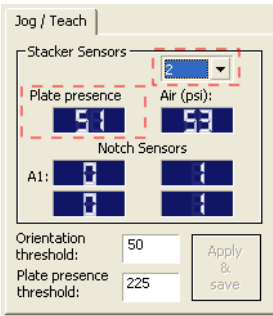 Jog / Teach
Stacker Sensors
2
Plate presence Air (psi):
51 53
Notch Sensors
A1: 0 1
0 1
Orientation threshold: 50
Plate presence threshold: 225
Apply & save